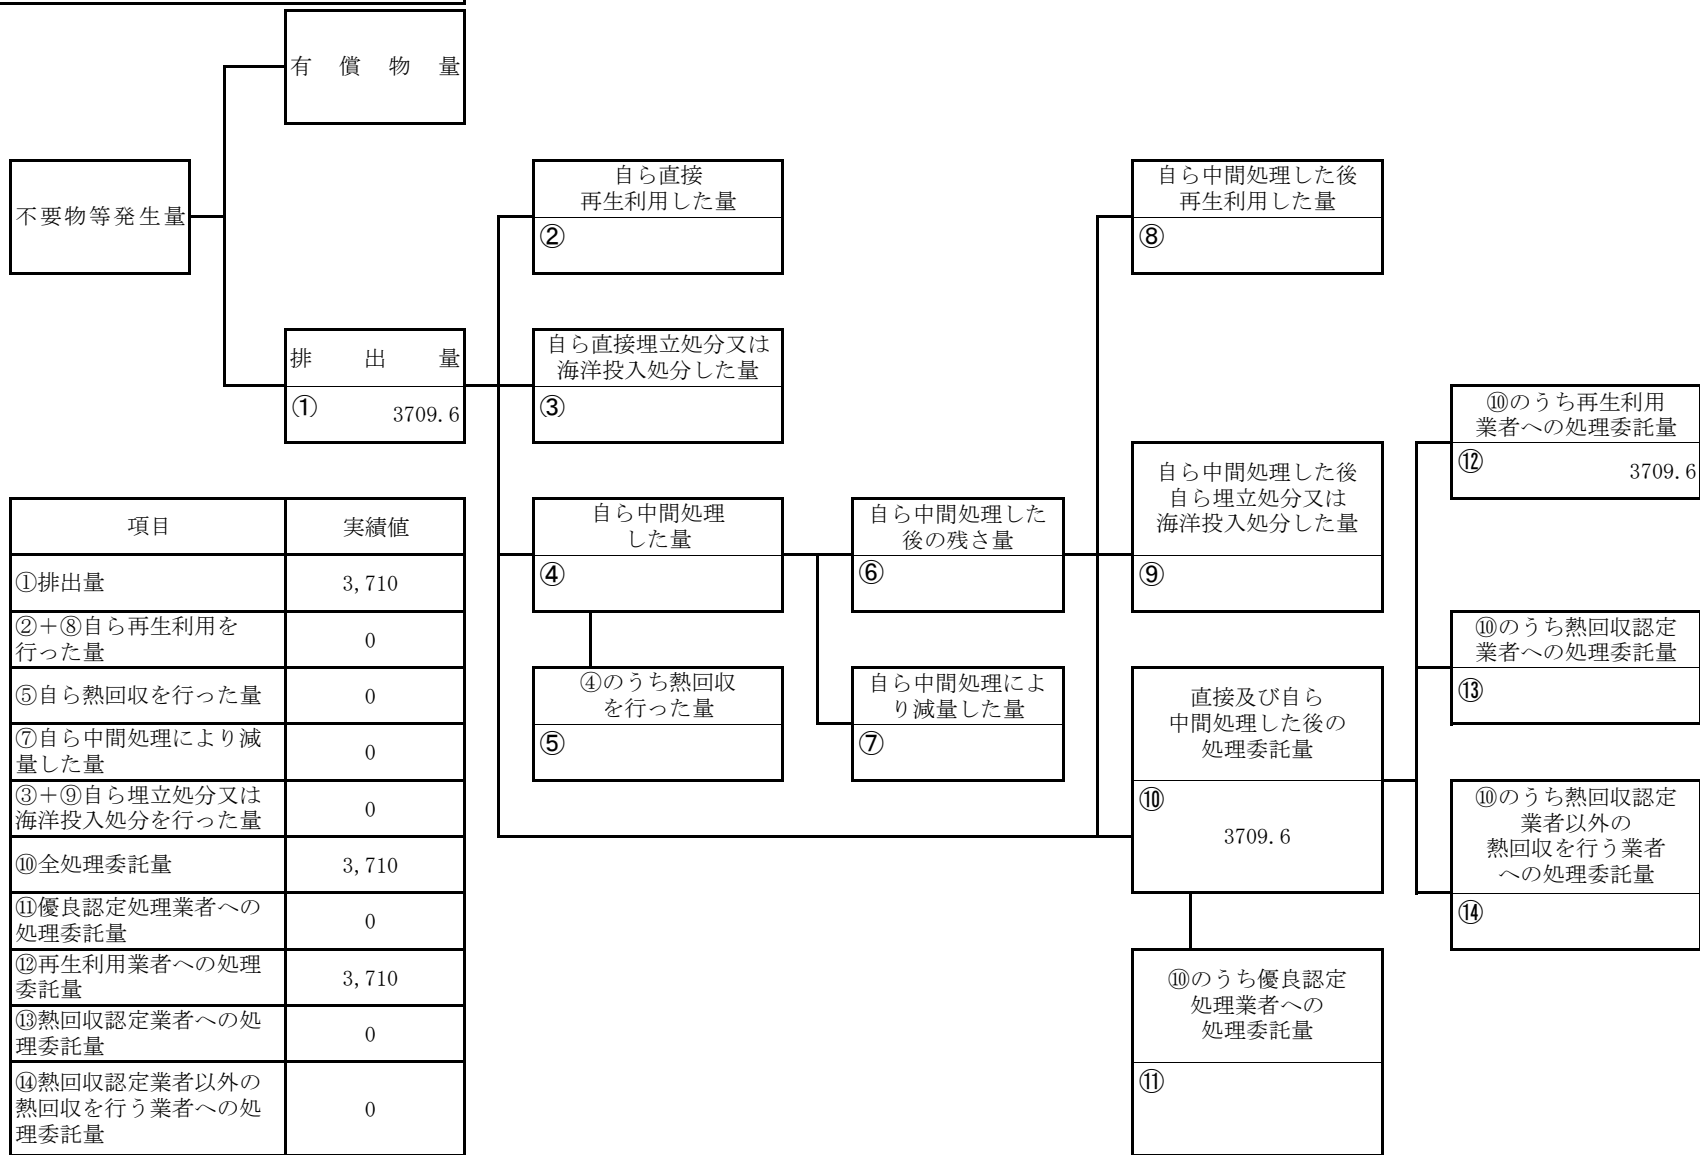 有償物量
不要物等発生量
自ら直接
再生利用した量
②
自ら中間処理した後
再生利用した量
⑧
排出量
① 3709.6
自ら直接埋立処分又は
海洋投入処分した量
③
⑩のうち再生利用
業者への処理委託量
⑫ 3709.6
自ら中間処理
した量
④
自ら中間処理した
後の残さ量
⑥
自ら中間処理した後
自ら埋立処分又は
海洋投入処分した量
⑨
④のうち熱回収
を行った量
⑤
自ら中間処理によ
り減量した量
⑦
直接及び自ら
中間処理した後の
処理委託量
⑩
3709.6
⑩のうち熱回収認定
業者への処理委託量
⑬
⑩のうち熱回収認定
業者以外の
熱回収を行う業者
への処理委託量
⑭
⑩のうち優良認定
処理業者への
処理委託量
⑪
項目 実績値
①排出量 3,710
②＋⑧自ら再生利用を
行った量 0
⑤自ら熱回収を行った量 0
⑦自ら中間処理により減
量した量 0
③＋⑨自ら埋立処分又は
海洋投入処分を行った量 0
⑩全処理委託量 3,710
⑪優良認定処理業者への
処理委託量 0
⑫再生利用業者への処理
委託量 3,710
⑬熱回収認定業者への処
理委託量 0
⑭熱回収認定業者以外の
熱回収を行う業者への処
理委託量 0